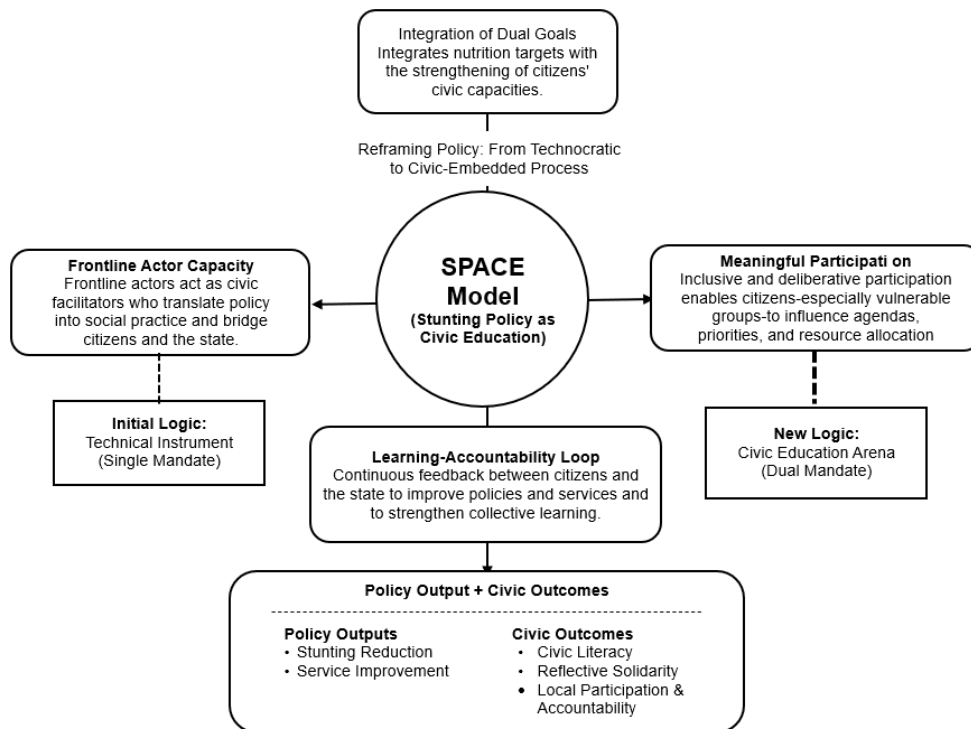 Integration of Dual Goals
Integrates nutrition targets with
the strengthening of citizens'
civic capacities.
Reframing Policy: From Technocratic
to Civic-Embedded Process
SPACE
Model
(Stunting Policy as
Civic Education)
Frontline Actor Capacity
Frontline actors act as civic
facilitators who translate policy
into social practice and bridge
citizens and the state.
Meaningful Participati on
Inclusive and deliberative participation
enables citizens-especially vulnerable
groups-to influence agendas,
priorities, and resource allocation
Initial Logic:
Technical Instrument
(Single Mandate)
New Logic:
Civic Education Arena
(Dual Mandate)
Learning-Accountability Loop
Continuous feedback between citizens and
the state to improve policies and services and
to strengthen collective learning.
Policy Output + Civic Outcomes
Policy Outputs
• Stunting Reduction
• Service Improvement
Civic Outcomes
• Civic Literacy
• Reflective Solidarity
• Local Participation &
Accountability